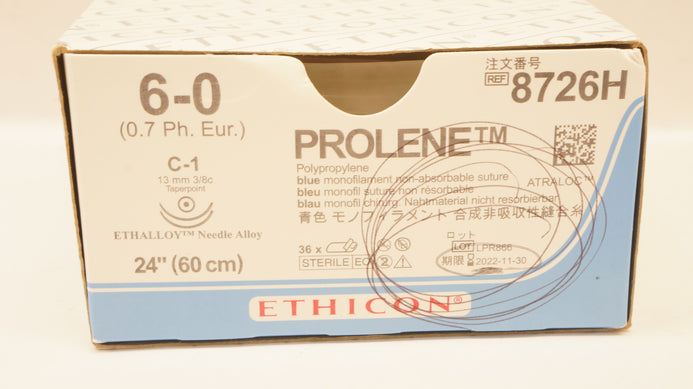 6-0
(0.7 Ph. Eur.)
C-1
13 mm 3/8c
Taperpoint
ETHALLOY™ Needle Alloy
24" (60 cm)
注文番号
REF 8726H
PROLENE™
Polypropylene
ATRALOC™
blue monofilament non-absorbable suture
bleu monofil suture non résorbable
blau monofil chirurg. Nahtmaterial nicht resorbierbar
青色 モノフィラメント 合成非吸収性縫合糸
36 x
STERILE EO 2
ロット
LOT LPR866
期限 2022-11-30
ETHICON®